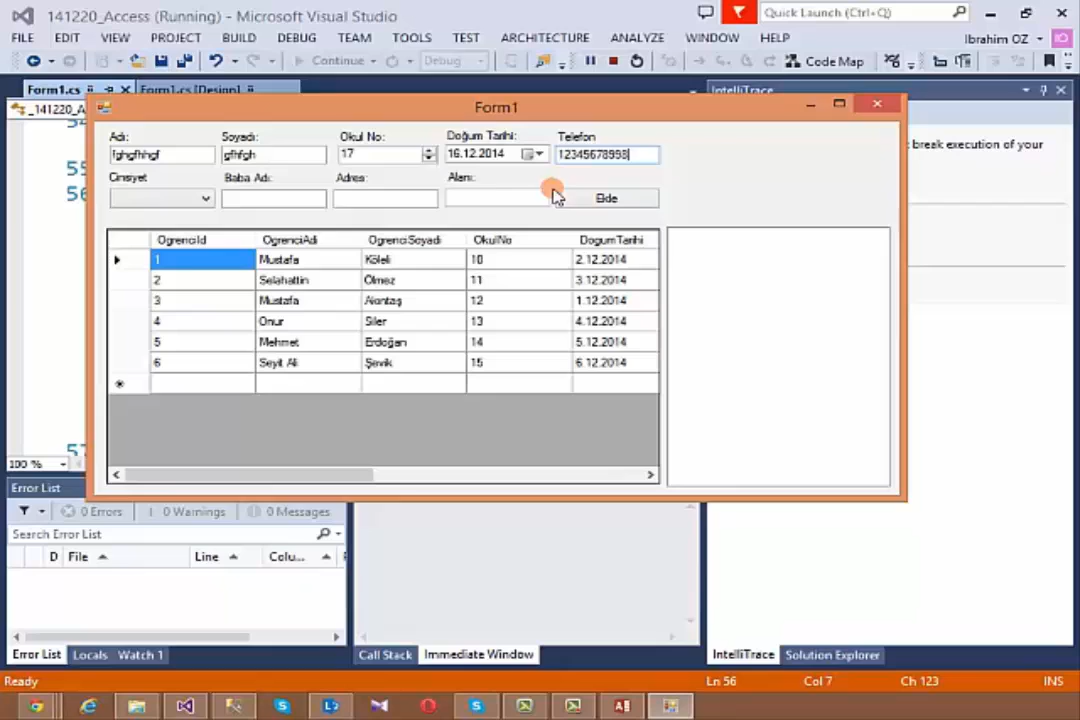 141220_Access (Running) - Microsoft Visual Studio
Quick Launch (Ctrl+Q)
FILE EDIT VIEW PROJECT BUILD DEBUG TEAM TOOLS TEST ARCHITECTURE ANALYZE WINDOW HELP Ibrahim OZ
Continue Debug Code Map
Form1.cs Form1.cs [Design] IntelliTrace
_141220_A
Form1
break execution of your
55
56
57
Adı: Soyadı: Okul No: Doğum Tarihi: Telefon
fghgfhhgf gfhfgh 17 16.12.2014 12345678998
Cinsiyet Baba Adı: Adres: Alanı:
Ekle
OgrenciId OgrenciAdi OgrenciSoyadi OkulNo DogumTarihi
1 Mustafa Köleli 10 2.12.2014
2 Selahattin Ölmez 11 3.12.2014
3 Mustafa Akıntaş 12 1.12.2014
4 Onur Siler 13 4.12.2014
5 Mehmet Erdoğan 14 5.12.2014
6 Seyit Ali Şevik 15 6.12.2014
100 %
Error List
0 Errors 0 Warnings 0 Messages
Search Error List
D File Line Colu...
Error List Locals Watch 1 Call Stack Immediate Window IntelliTrace Solution Explorer
Ready Ln 56 Col 7 Ch 123 INS